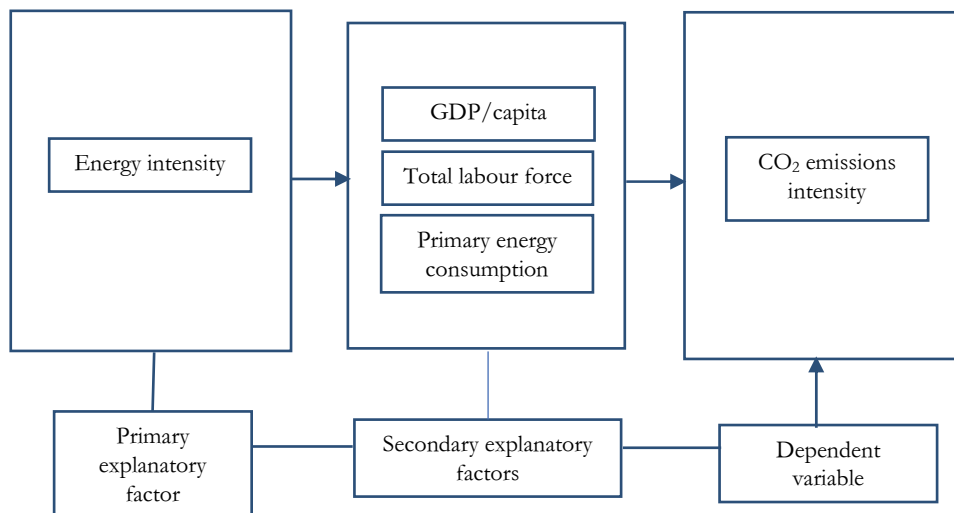 Energy intensity
GDP/capita
Total labour force
Primary energy
consumption
CO₂ emissions
intensity
Primary
explanatory
factor
Secondary explanatory
factors
Dependent
variable